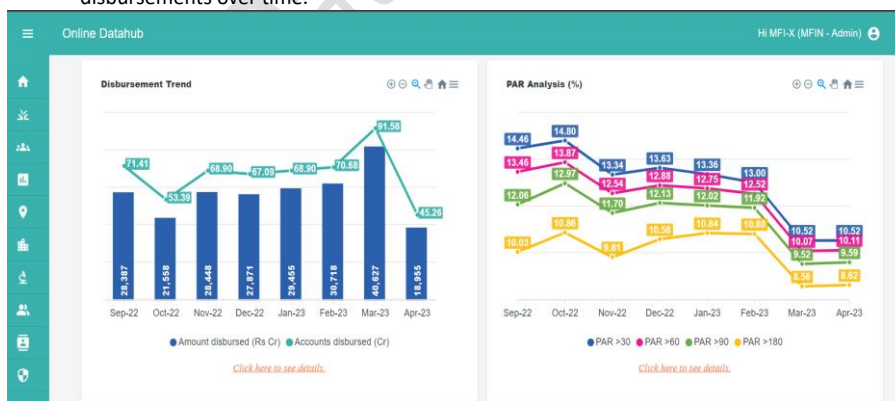 disbursements over time.
Online Datahub
Hi MFI-X (MFIN - Admin)
Disbursement Trend
91.58
71.41
68.90
67.09
68.90
70.68
53.39
45.26
28,387
21,558
28,448
27,871
29,455
30,718
40,627
Sep-22 Oct-22 Nov-22 Dec-22 Jan-23 Feb-23 Mar-23 Apr-23
Amount disbursed (Rs Cr) Accounts disbursed (Cr)
Click here to see details.
PAR Analysis (%)
14.46 14.80 13.34 13.63 13.36 13.00 10.52 10.52
13.46 13.87 12.54 12.88 12.75 12.52 10.07 10.11
12.06 12.97 11.70 12.13 12.02 11.92 9.52 9.59
10.03 10.86 9.81 10.56 10.84 10.80 8.56 8.62
Sep-22 Oct-22 Nov-22 Dec-22 Jan-23 Feb-23 Mar-23 Apr-23
PAR >30 PAR >60 PAR >90 PAR >180
Click here to see details.